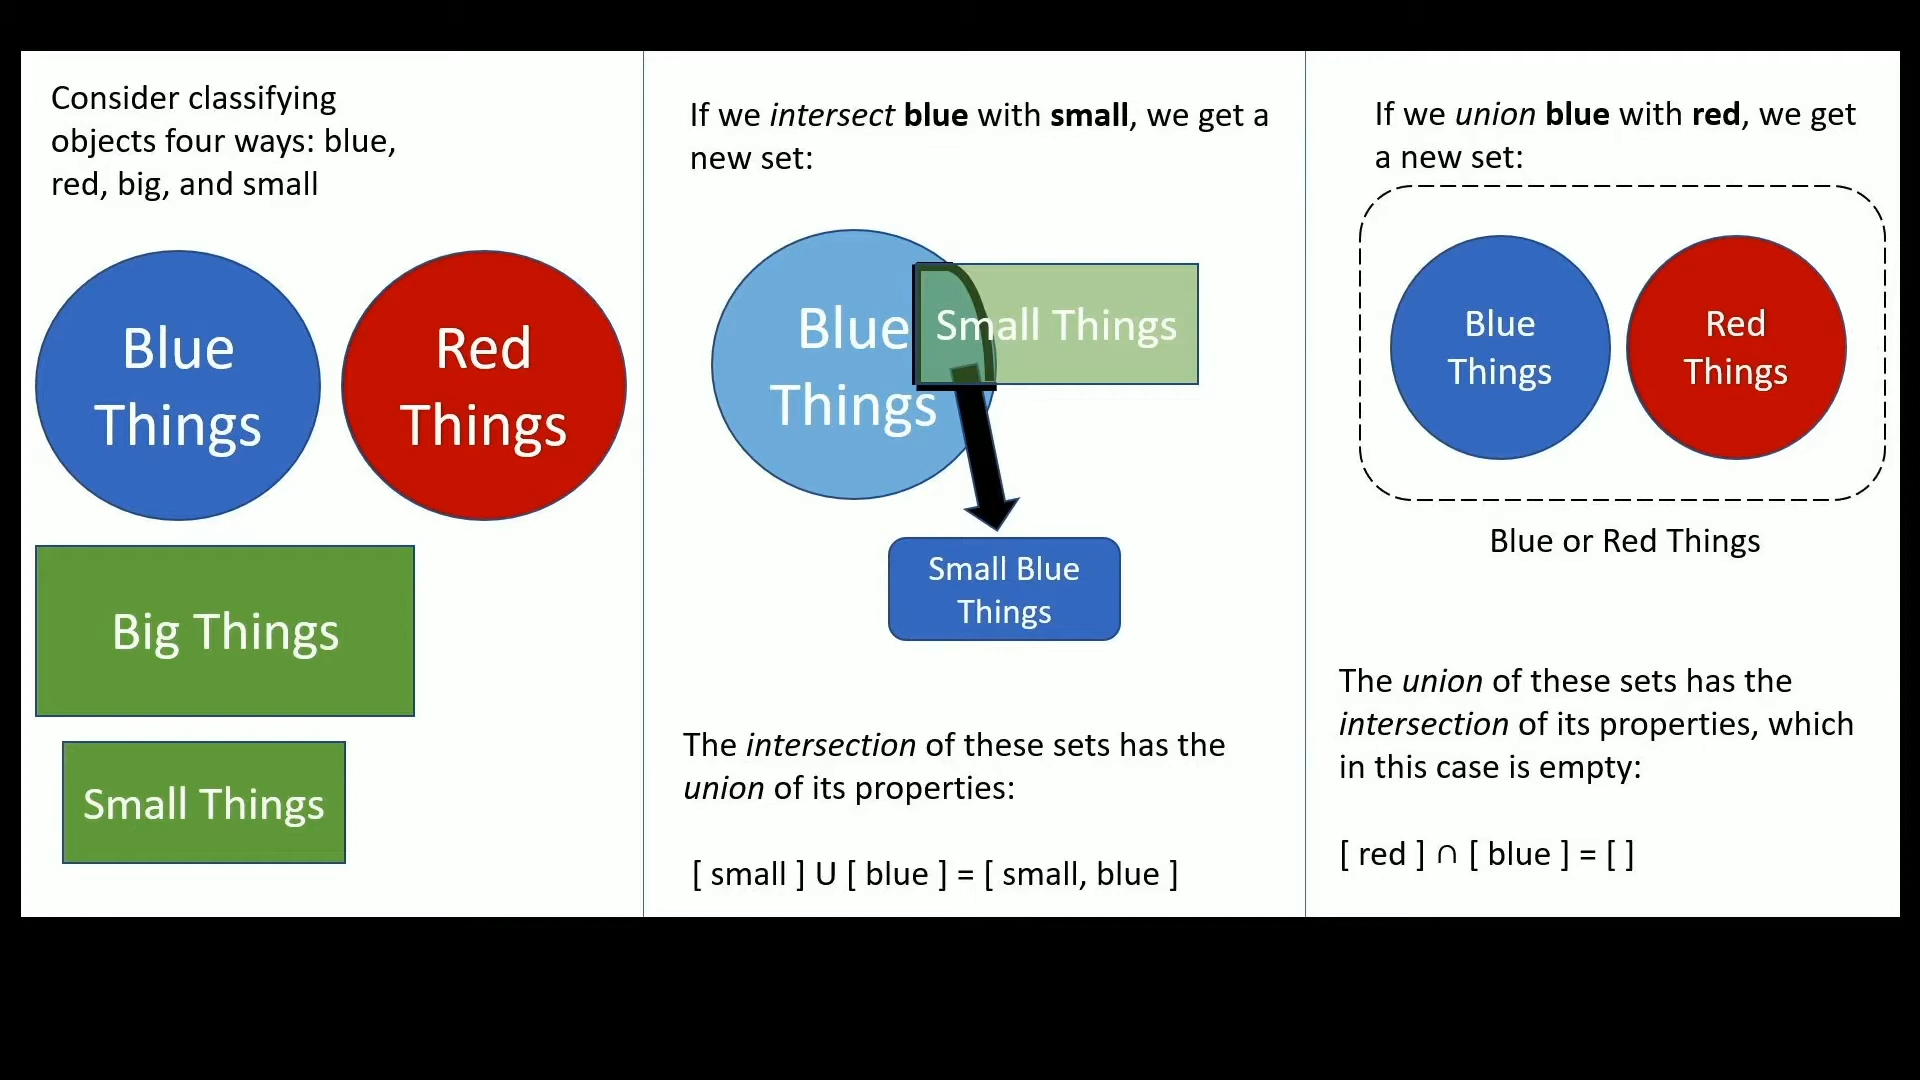 Consider classifying
objects four ways: blue,
red, big, and small
Blue
Things
Red
Things
Big Things
Small Things
If we intersect blue with small, we get a
new set:
Blue
Things
Small Things
Small Blue
Things
The intersection of these sets has the
union of its properties:
[ small ] U [ blue ] = [ small, blue ]
If we union blue with red, we get
a new set:
Blue
Things
Red
Things
Blue or Red Things
The union of these sets has the
intersection of its properties, which
in this case is empty:
[ red ] ∩ [ blue ] = [ ]